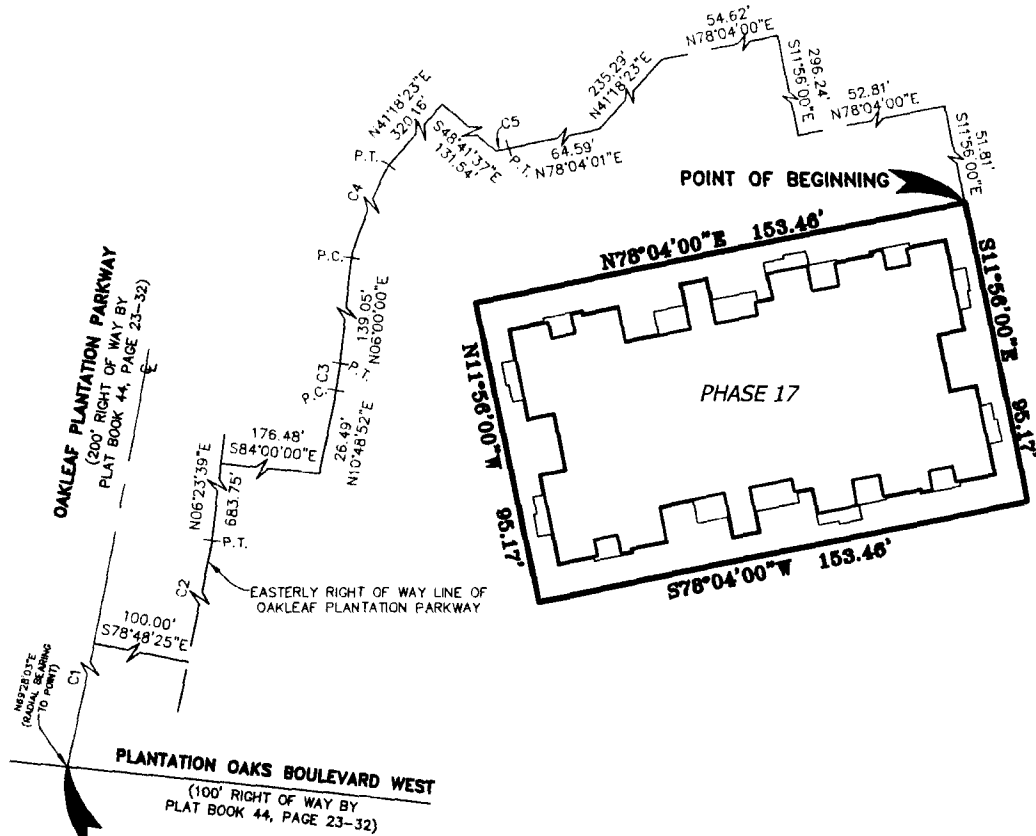 54.62'
N78°04'00"E
S11°56'00"E
296.24'
52.81'
N78°04'00"E
S11°56'00"E
51.81'
235.29'
N41°18'23"E
N41°18'23"E
320.16'
S48°41'37"E
131.54'
C5
P.T.
64.59'
N78°04'01"E
P.T.
C4
P.C.
POINT OF BEGINNING
N78°04'00"E 153.46'
S11°56'00"E 95.17'
N11°56'00"W 95.17'
S78°04'00"W 153.46'
PHASE 17
139.05'
N06°00'00"E
P.T.
C3
P.C.
26.49'
N10°48'52"E
176.48'
S84°00'00"E
N06°23'39"E
683.75'
P.T.
C2
EASTERLY RIGHT OF WAY LINE OF
OAKLEAF PLANTATION PARKWAY
OAKLEAF PLANTATION PARKWAY
(200' RIGHT OF WAY BY
PLAT BOOK 44, PAGE 23-32)
100.00'
S78°48'25"E
C1
N69°28'03"E
(RADIAL BEARING
TO POINT)
PLANTATION OAKS BOULEVARD WEST
(100' RIGHT OF WAY BY
PLAT BOOK 44, PAGE 23-32)